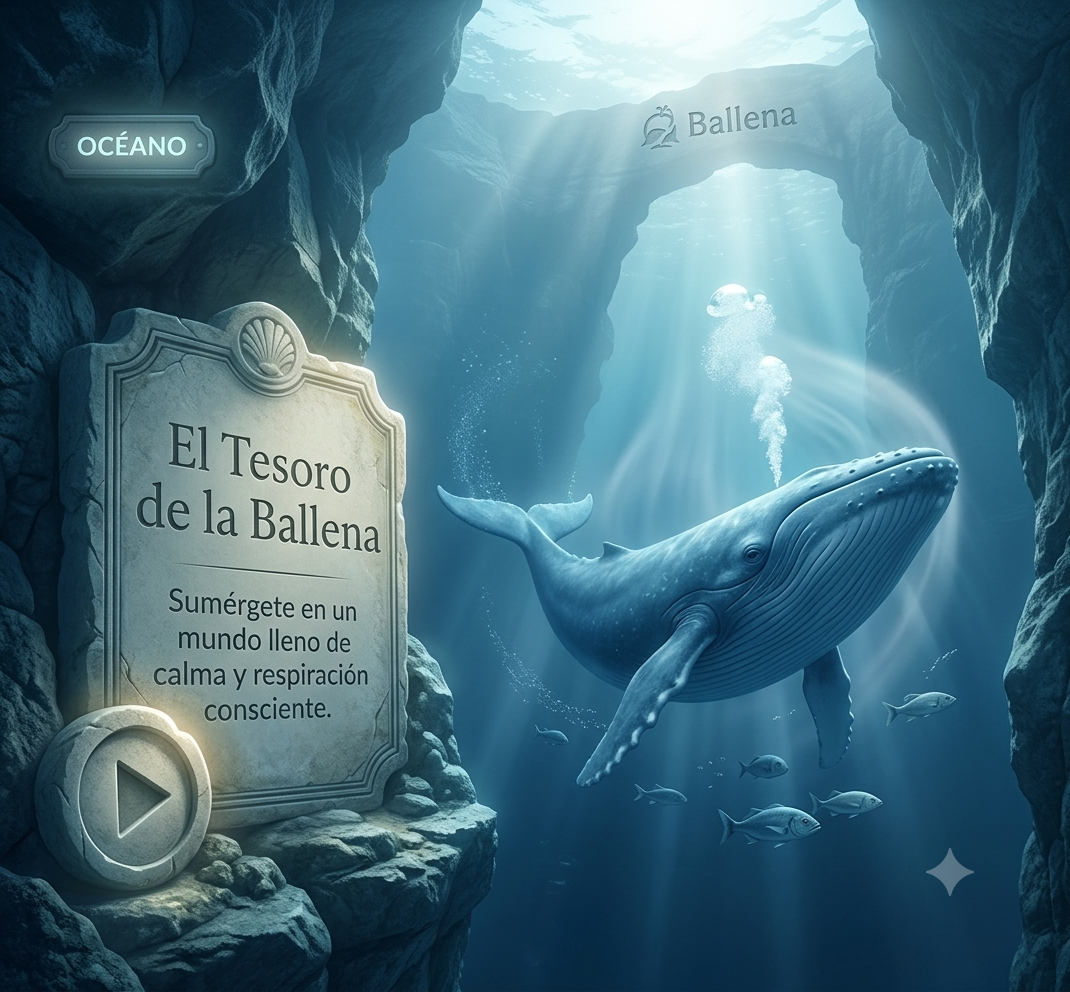 OCÉANO
Ballena
El Tesoro
de la Ballena
Sumérgete en un
mundo lleno de
calma y respiración
consciente.